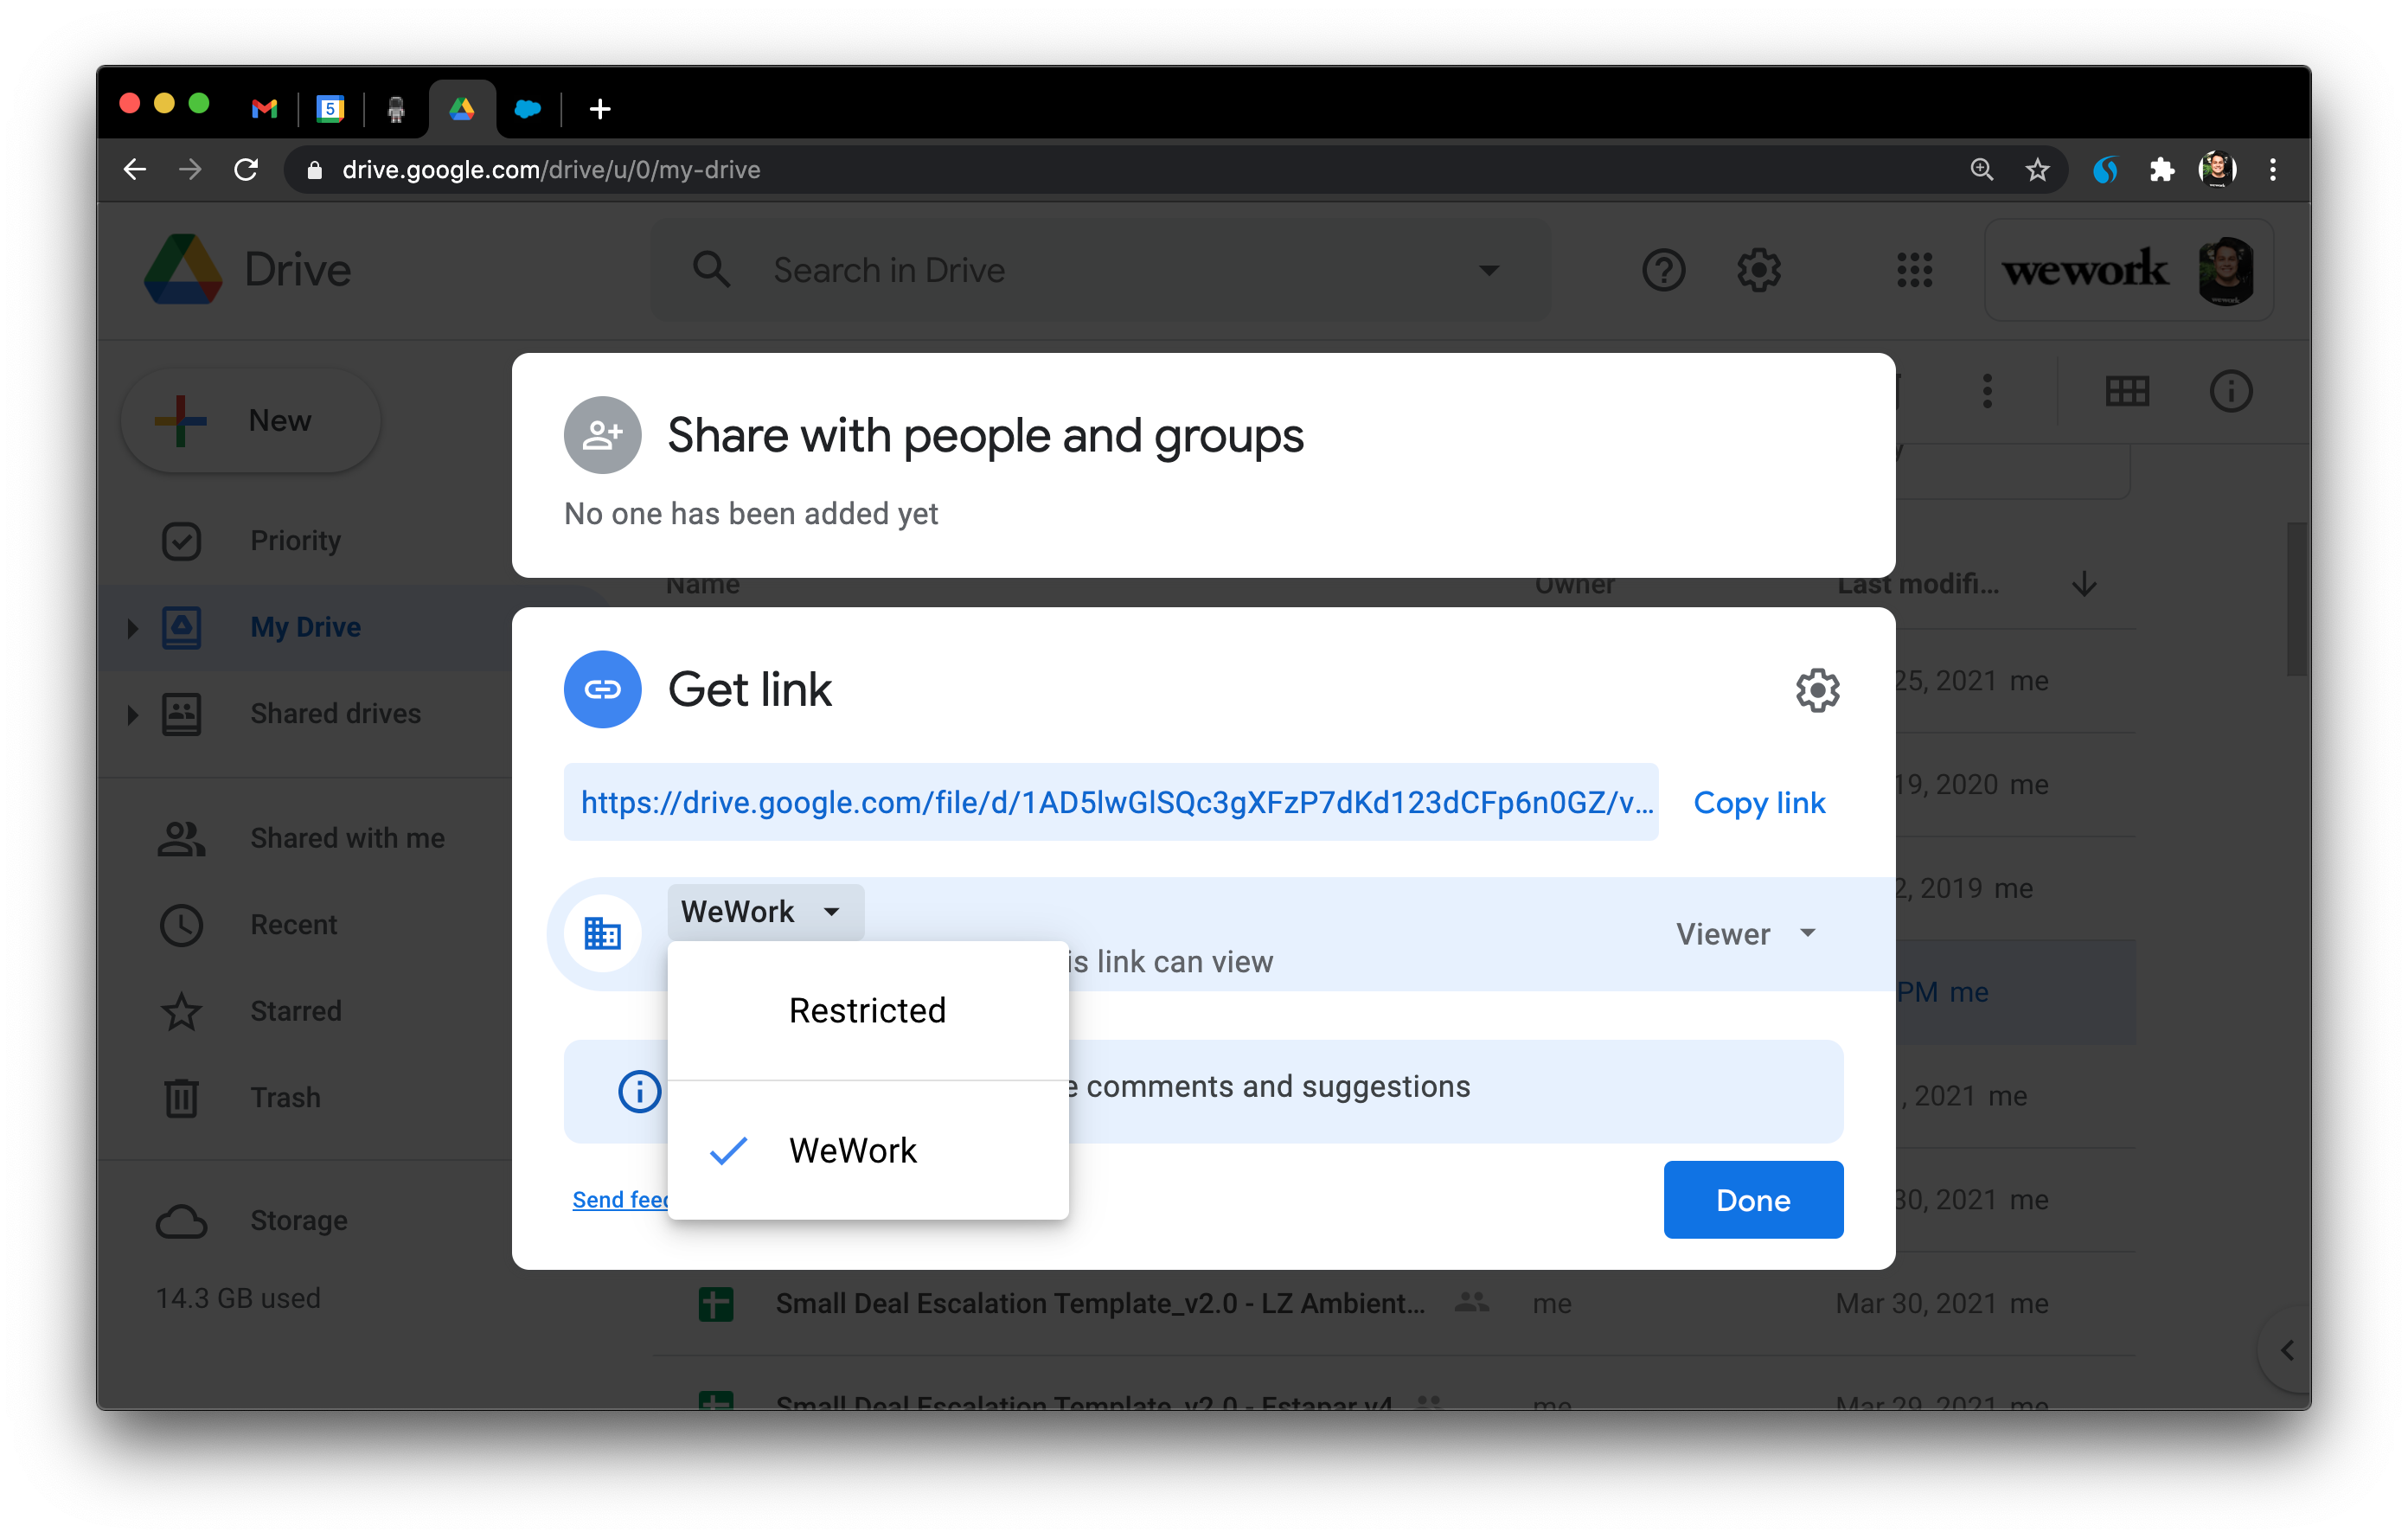 5
drive.google.com/drive/u/0/my-drive
Drive
Search in Drive
wework
New
Priority
My Drive
Shared drives
Shared with me
Recent
Starred
Trash
Storage
14.3 GB used
Share with people and groups
No one has been added yet
Name Owner Last modifi...
Get link
https://drive.google.com/file/d/1AD5lwGlSQc3gXFzP7dKd123dCFp6n0GZ/v... Copy link
WeWork
is link can view
Viewer
Restricted
comments and suggestions
WeWork
Send
Done
25, 2021 me
19, 2020 me
2, 2019 me
PM me
, 2021 me
30, 2021 me
Small Deal Escalation Template_v2.0 - LZ Ambient... me Mar 30, 2021 me
Small Deal Escalation Template_v2.0 - Estapar v4 me Mar 29, 2021 me